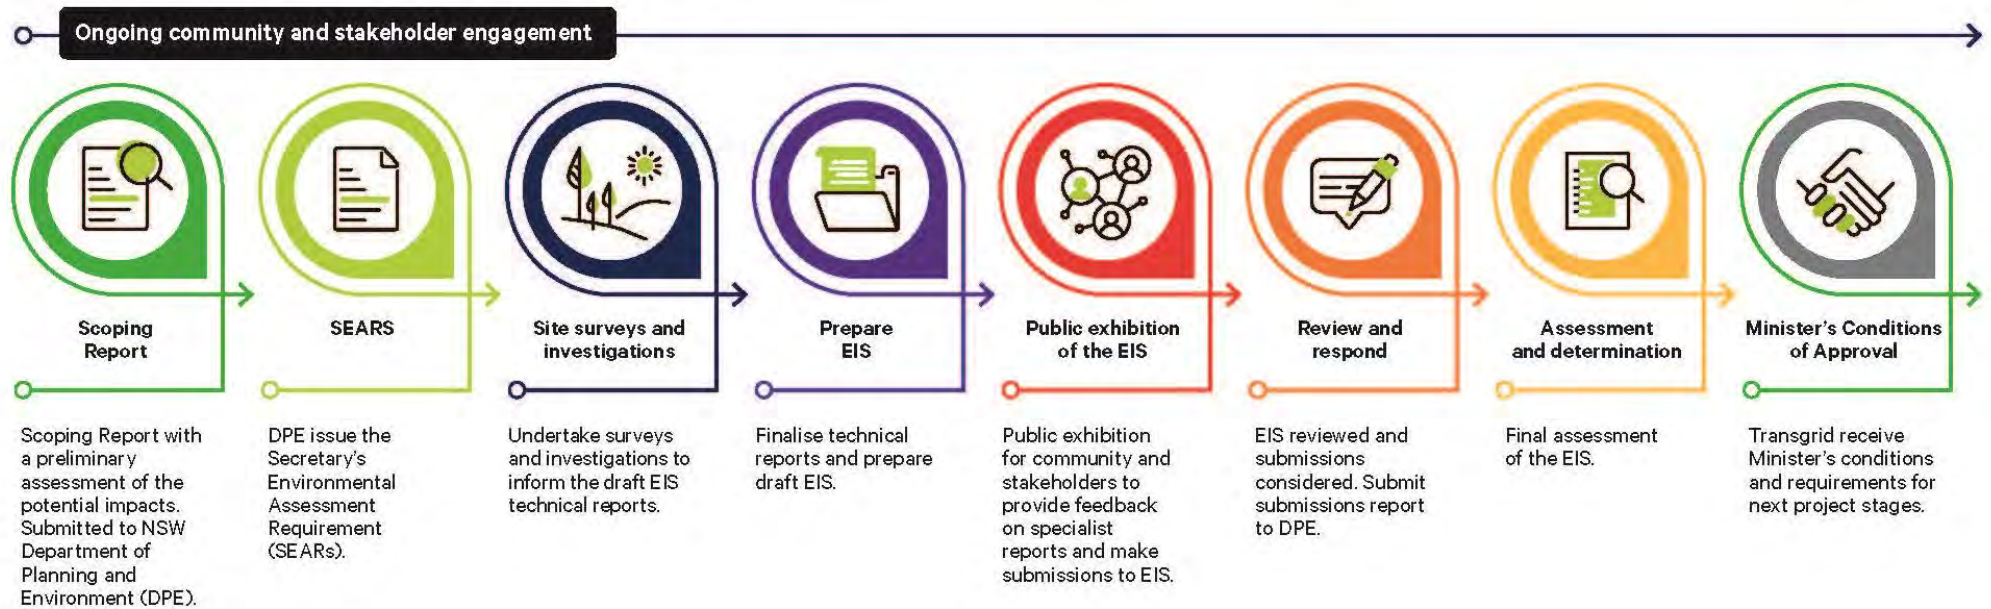 Ongoing community and stakeholder engagement
Scoping
Report
Scoping Report with
a preliminary
assessment of the
potential impacts.
Submitted to NSW
Department of
Planning and
Environment (DPE).
SEARS
DPE issue the
Secretary's
Environmental
Assessment
Requirement
(SEARs).
Site surveys and
investigations
Undertake surveys
and investigations to
inform the draft EIS
technical reports.
Prepare
EIS
Finalise technical
reports and prepare
draft EIS.
Public exhibition
of the EIS
Public exhibition
for community and
stakeholders to
provide feedback
on specialist
reports and make
submissions to EIS.
Review and
respond
EIS reviewed and
submissions
considered. Submit
submissions report
to DPE.
Assessment
and determination
Final assessment
of the EIS.
Minister's Conditions
of Approval
Transgrid receive
Minister's conditions
and requirements for
next project stages.